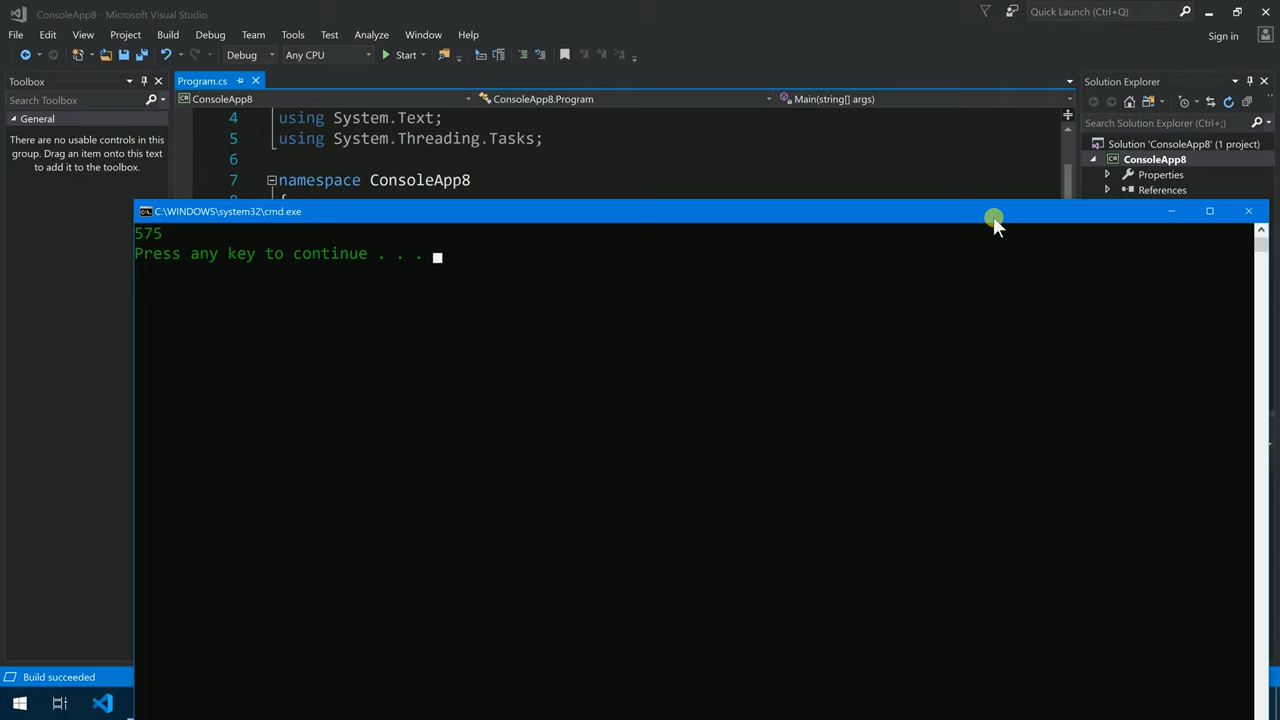 ConsoleApp8 - Microsoft Visual Studio
Quick Launch (Ctrl+Q)
File Edit View Project Build Debug Team Tools Test Analyze Window Help
Sign in
Debug Any CPU Start
Toolbox
Program.cs
Solution Explorer
Search Toolbox
ConsoleApp8 ConsoleApp8.Program Main(string[] args)
General
Search Solution Explorer (Ctrl+;)
There are no usable controls in this
group. Drag an item onto this text
to add it to the toolbox.
4 using System.Text;
5 using System.Threading.Tasks;
6
7 namespace ConsoleApp8
Solution 'ConsoleApp8' (1 project)
ConsoleApp8
Properties
References
C:\WINDOWS\system32\cmd.exe
575
Press any key to continue . . .
Build succeeded